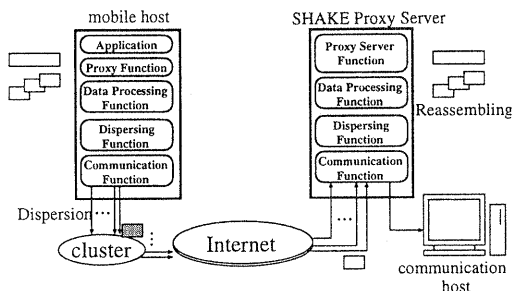 mobile host
SHAKE Proxy Server
Application
Proxy Function
Data Processing
Function
Dispersing
Function
Communication
Function
Proxy Server
Function
Data Processing
Function
Dispersing
Function
Communication
Function
Reassembling
Dispersion
cluster
Internet
communication
host